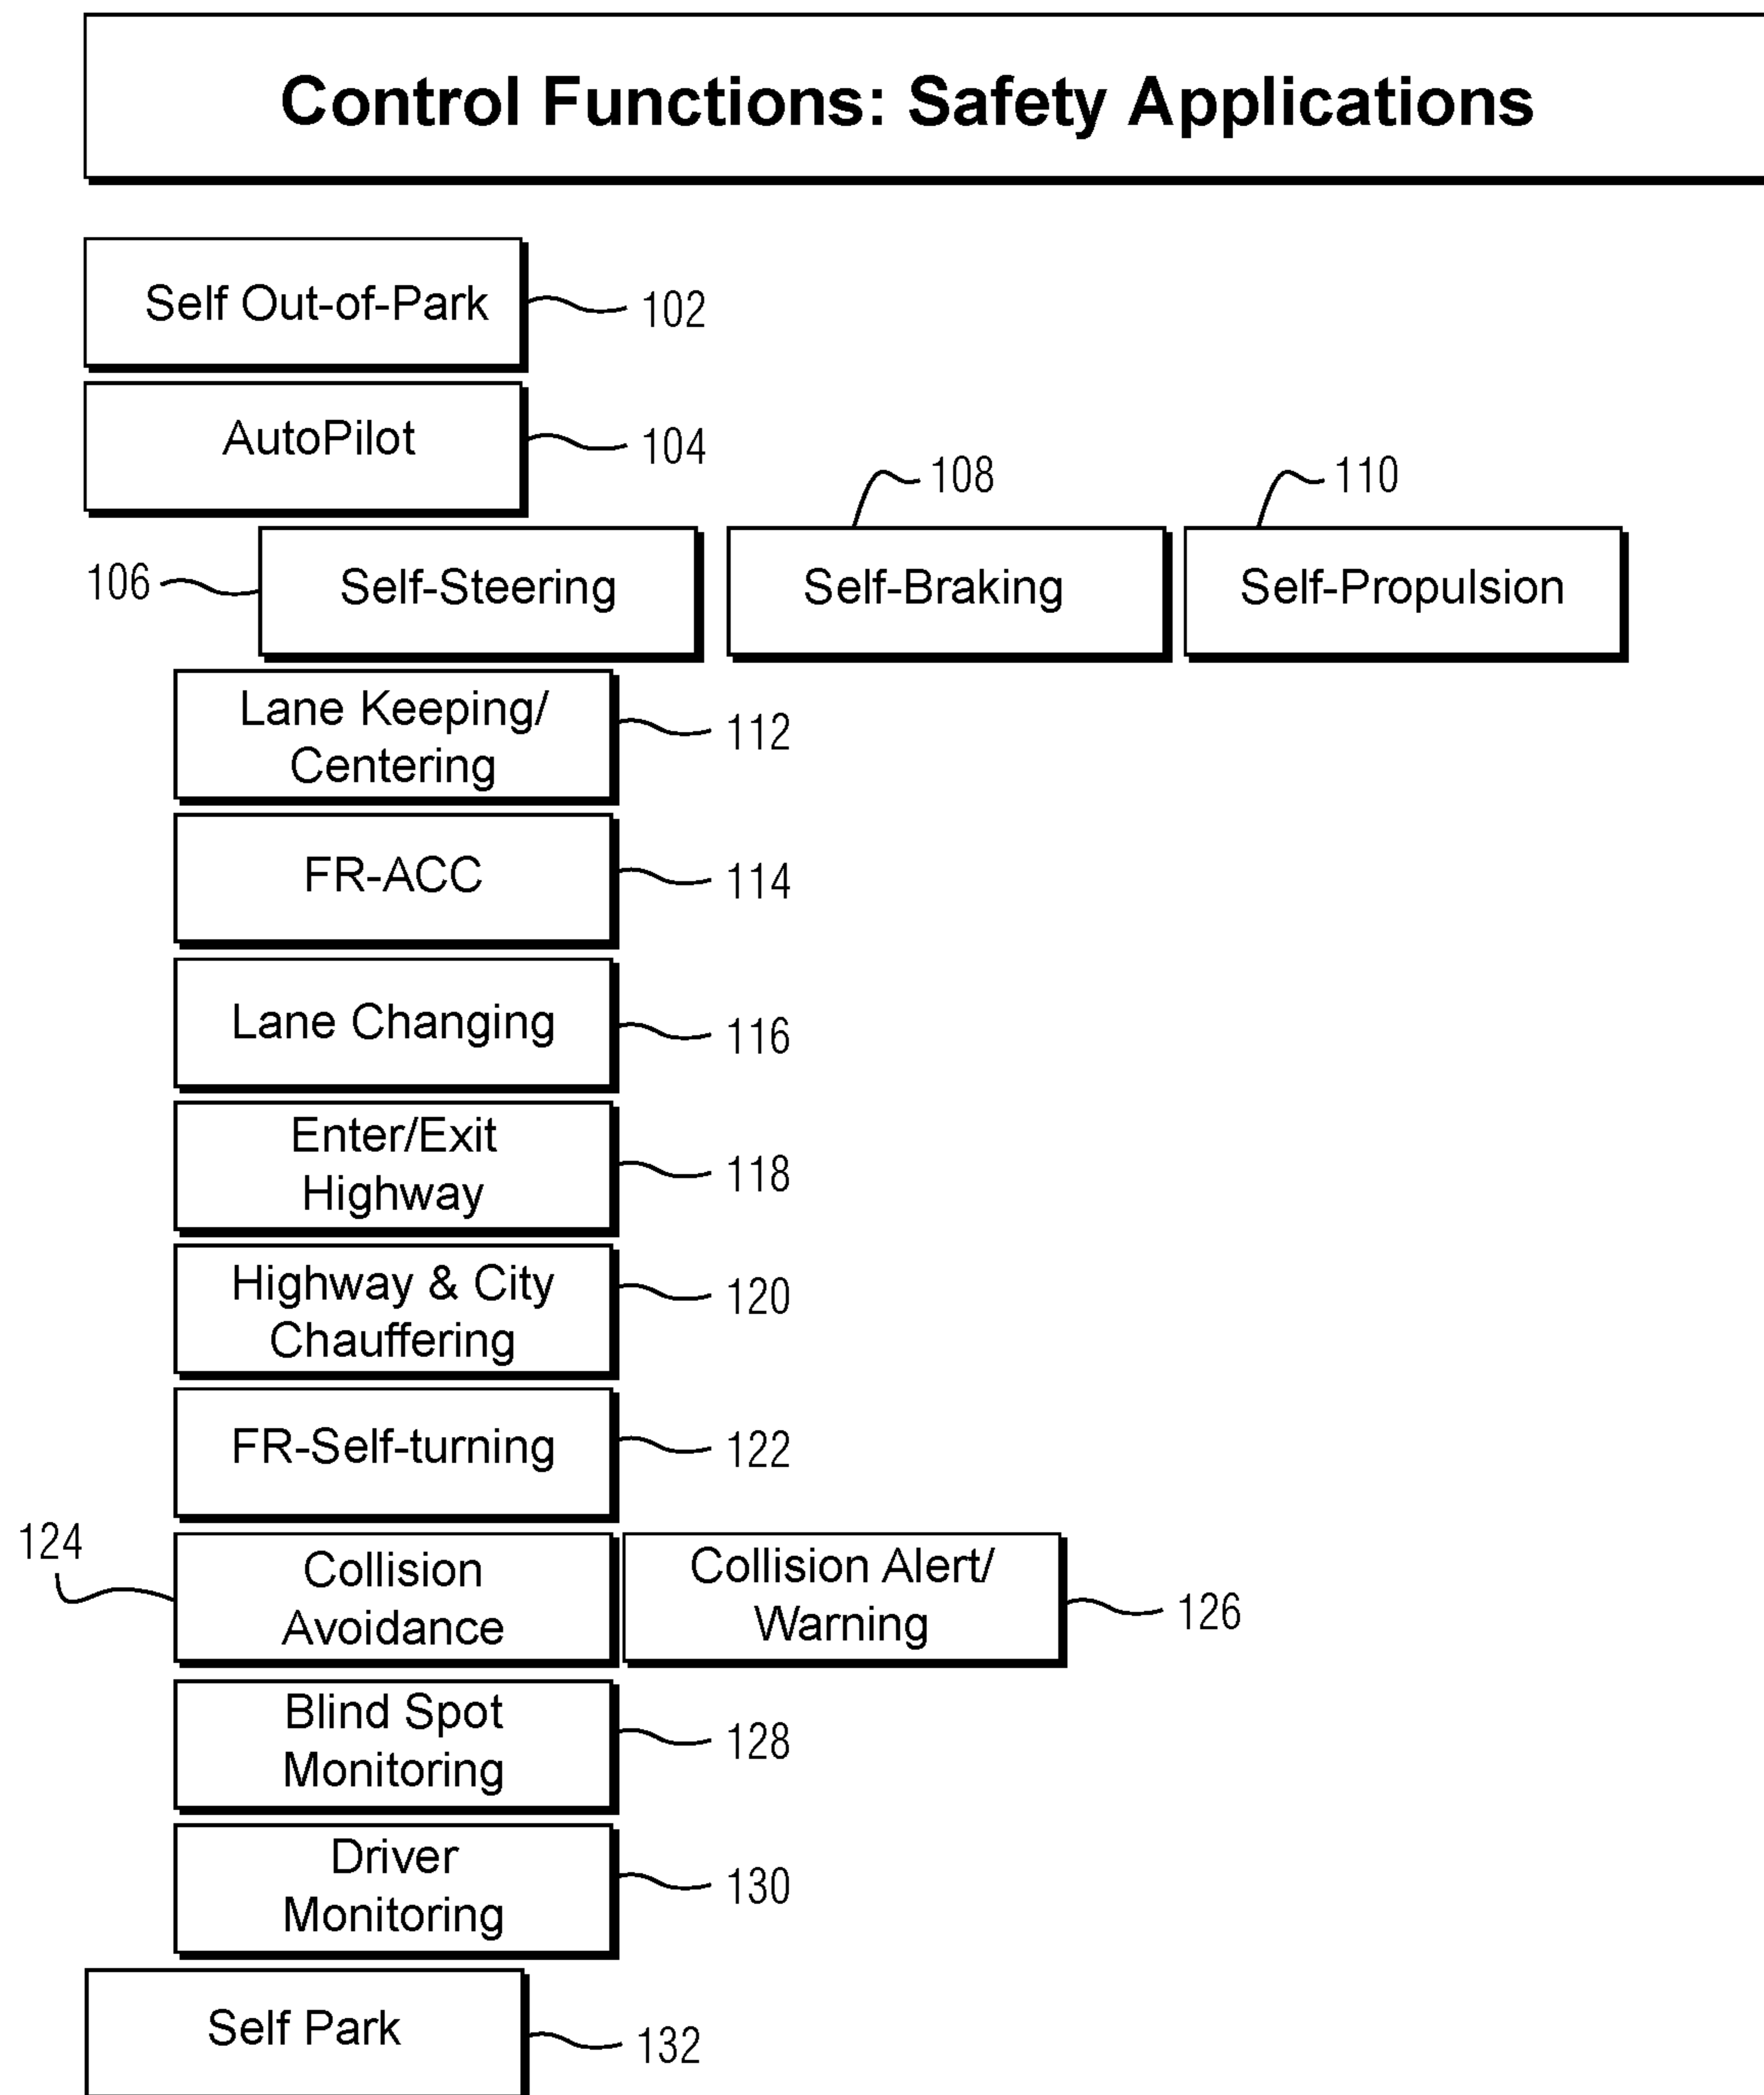 Control Functions: Safety Applications
Self Out-of-Park
102
AutoPilot
104
108
110
106
Self-Steering
Self-Braking
Self-Propulsion
Lane Keeping/
Centering
112
FR-ACC
114
Lane Changing
116
Enter/Exit
Highway
118
Highway & City
Chauffering
120
FR-Self-turning
122
124
Collision
Avoidance
Collision Alert/
Warning
126
Blind Spot
Monitoring
128
Driver
Monitoring
130
Self Park
132